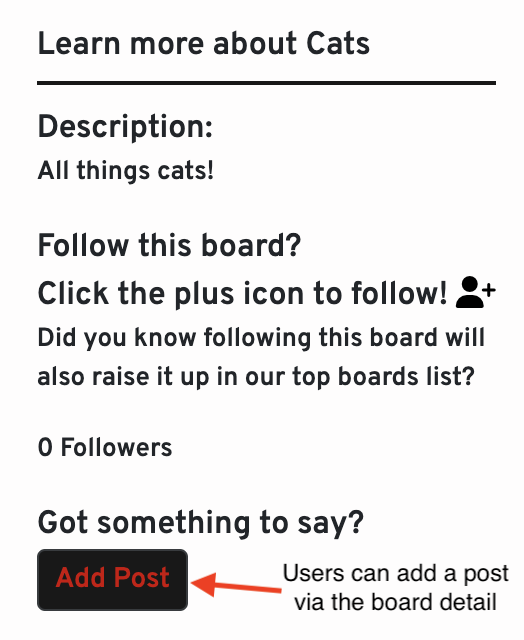 Learn more about Cats
Description:
All things cats!
Follow this board?
Click the plus icon to follow!
Did you know following this board will
also raise it up in our top boards list?
0 Followers
Got something to say?
Add Post
Users can add a post
via the board detail